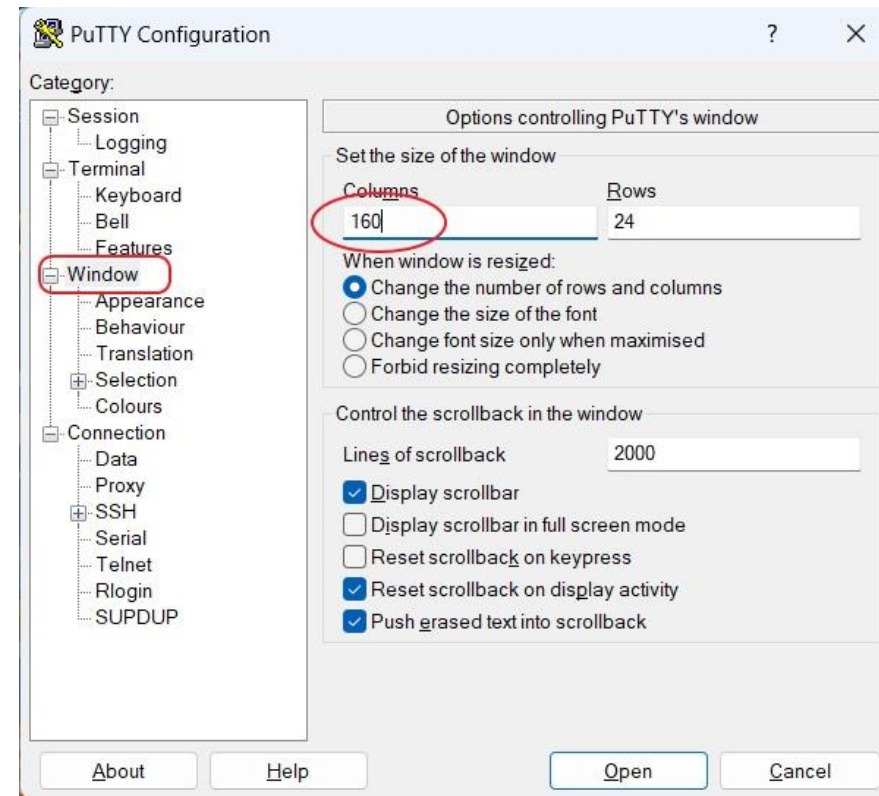 PuTTY Configuration
?
Category:
Session
Logging
Terminal
Keyboard
Bell
Features
Window
Appearance
Behaviour
Translation
Selection
Colours
Connection
Data
Proxy
SSH
Serial
Telnet
Rlogin
SUPDUP
Options controlling PuTTY's window
Set the size of the window
Columns Rows
160 24
When window is resized:
Change the number of rows and columns
Change the size of the font
Change font size only when maximised
Forbid resizing completely
Control the scrollback in the window
Lines of scrollback 2000
Display scrollbar
Display scrollbar in full screen mode
Reset scrollback on keypress
Reset scrollback on display activity
Push erased text into scrollback
About Help Open Cancel